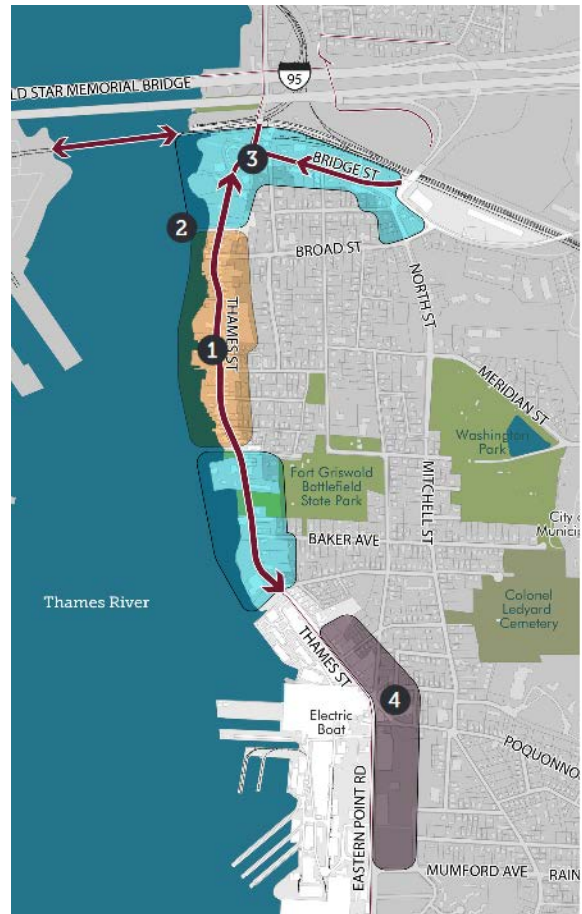 95
LD STAR MEMORIAL BRIDGE
3
BRIDGE ST
2
BROAD ST
NORTH ST
THAMES ST
1
MERIDIAN ST
Washington
Park
Fort Griswold
Battlefield
State Park
MITCHELL ST
City o
Municip
BAKER AVE
Thames River
Colonel
Ledyard
Cemetery
THAMES ST
4
Electric
Boat
POQUONNO
EASTERN POINT RD
MUMFORD AVE
RAIN